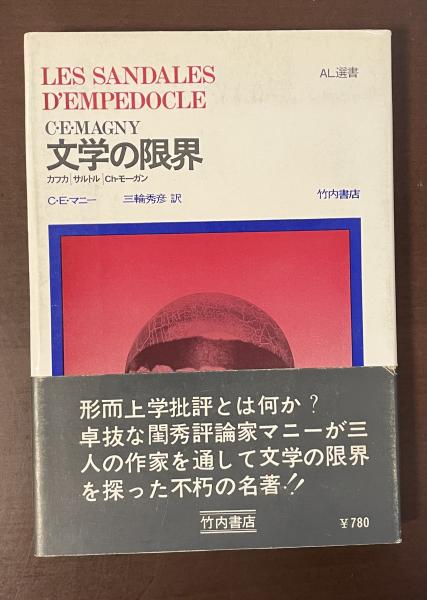 LES SANDALES
D'EMPEDOCLE
AL選書
C·E·MAGNY
文学の限界
カフカ|サルトル|Ch·モーガン
C·E·マニー 三輪秀彦 訳
竹内書店
形而上学批評とは何か?
卓抜な閨秀評論家マニーが三
人の作家を通して文学の限界
を探った不朽の名著!!
竹内書店
¥780